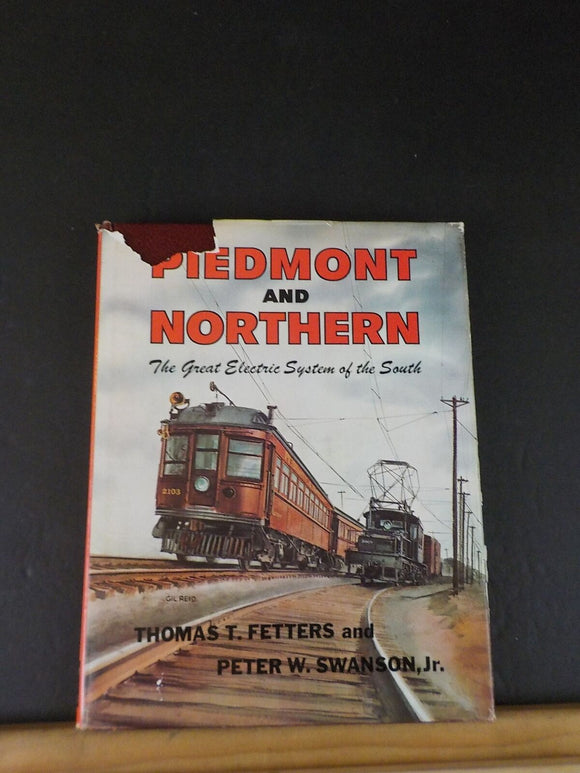 PIEDMONT
AND
NORTHERN
The Great Electric System of the South
2103
GIL REID
THOMAS T. FETTERS and
PETER W. SWANSON, Jr.